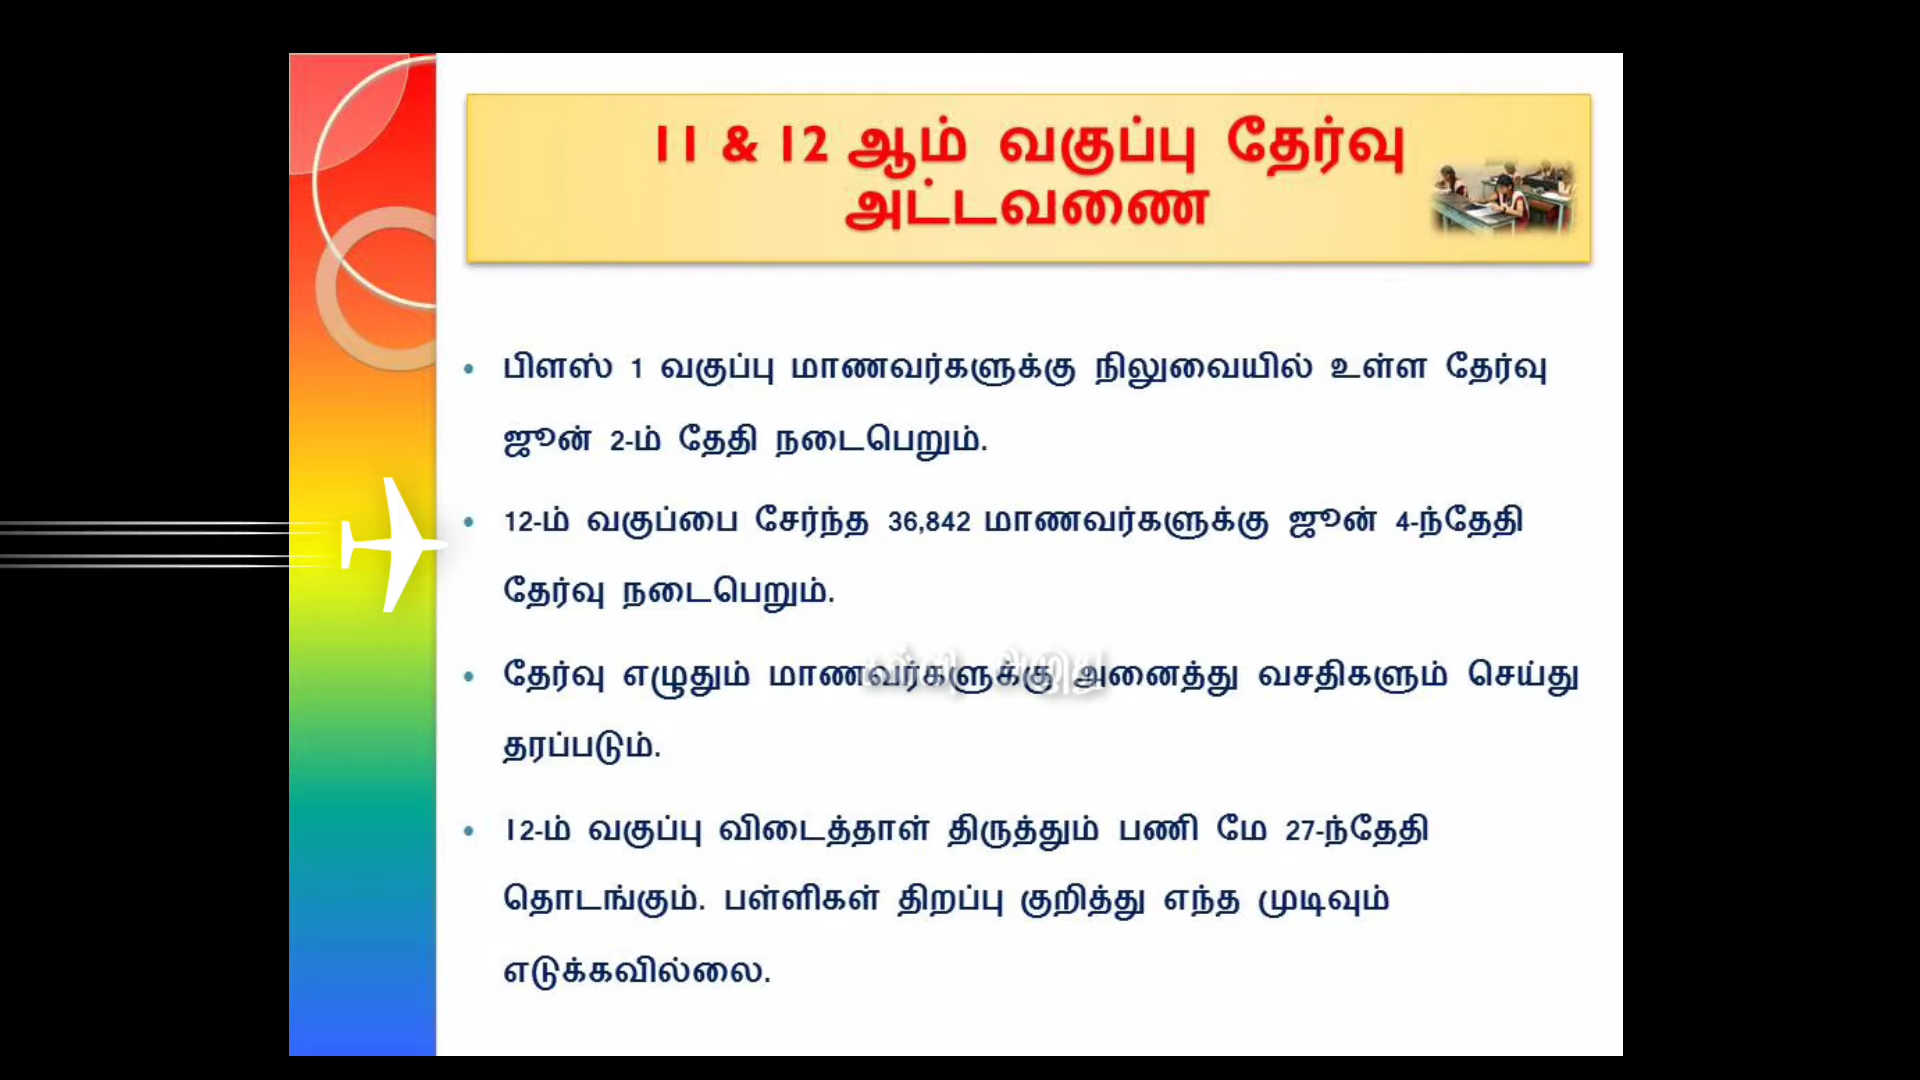 11 & 12 ஆம் வகுப்பு தேர்வு
அட்டவணை
• பிளஸ் 1 வகுப்பு மாணவர்களுக்கு நிலுவையில் உள்ள தேர்வு
ஜூன் 2-ம் தேதி நடைபெறும்.
• 12-ம் வகுப்பை சேர்ந்த 36,842 மாணவர்களுக்கு ஜூன் 4-ந்தேதி
தேர்வு நடைபெறும்.
• தேர்வு எழுதும் மாணவர்களுக்கு அனைத்து வசதிகளும் செய்து
தரப்படும்.
• 12-ம் வகுப்பு விடைத்தாள் திருத்தும் பணி மே 27-ந்தேதி
தொடங்கும். பள்ளிகள் திறப்பு குறித்து எந்த முடிவும்
எடுக்கவில்லை.